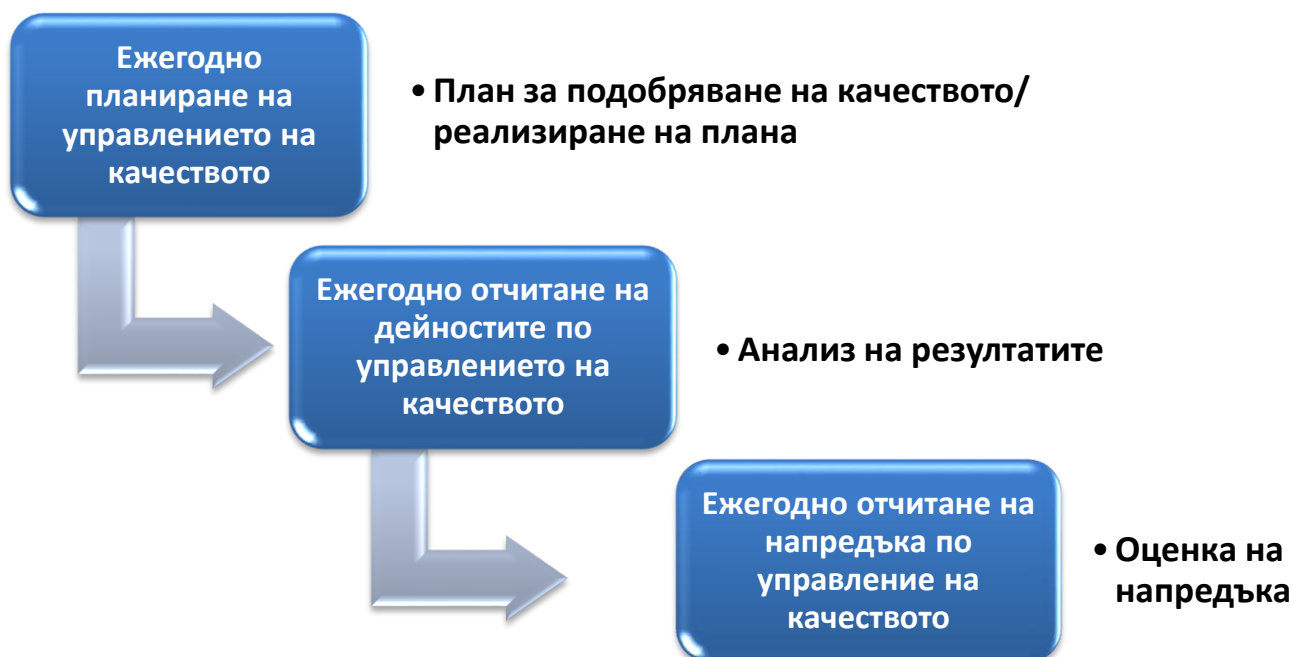 Ежегодно
планиране на
управлението на
качеството
• План за подобряване на качеството/
реализиране на плана
Ежегодно отчитане на
дейностите по
управлението на
качеството
• Анализ на резултатите
Ежегодно отчитане на
напредъка по
управление на
качеството
• Оценка на
напредъка